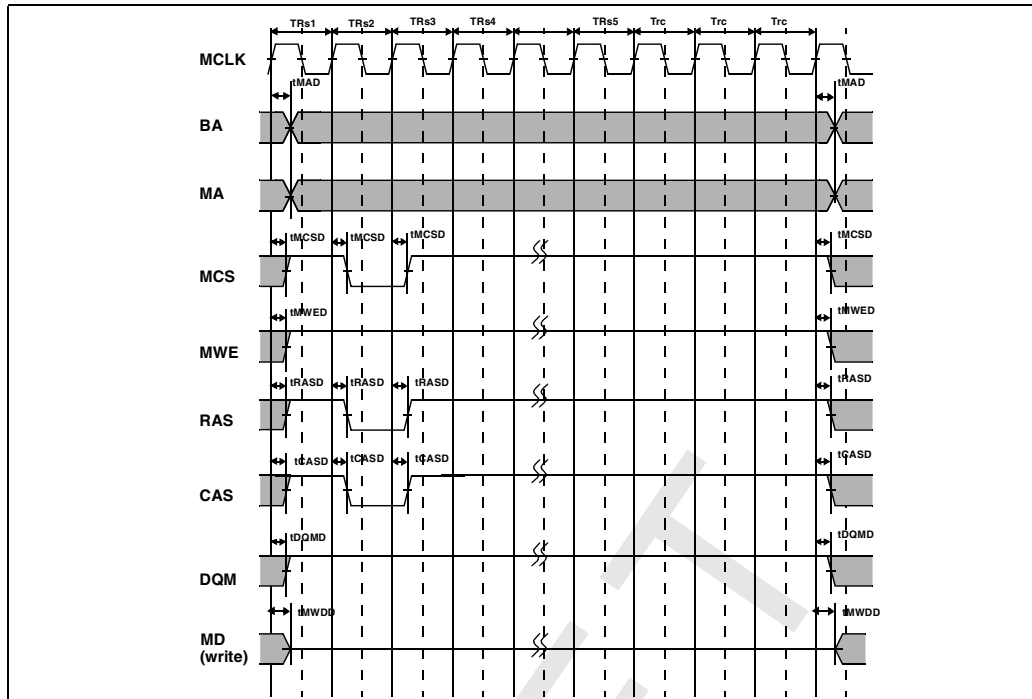 TRs1 TRs2 TRs3 TRs4 TRs5 Trc Trc Trc
MCLK
tMAD tMAD
BA
MA
tMCSD tMCSD tMCSD tMCSD
MCS
tMWED tMWED
MWE
tRASD tRASD tRASD tRASD
RAS
tCASD tCASD tCASD tCASD
CAS
tDQMD tDQMD
DQM
tMWDD tMWDD
MD
(write)